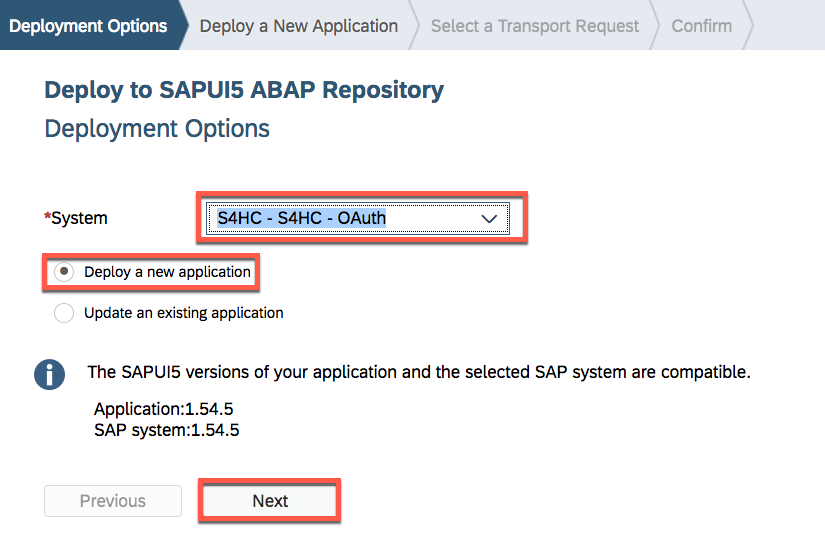 Deployment Options Deploy a New Application Select a Transport Request Confirm
Deploy to SAPUI5 ABAP Repository
Deployment Options
*System S4HC - S4HC - OAuth
Deploy a new application
Update an existing application
The SAPUI5 versions of your application and the selected SAP system are compatible.
Application:1.54.5
SAP system:1.54.5
Previous Next